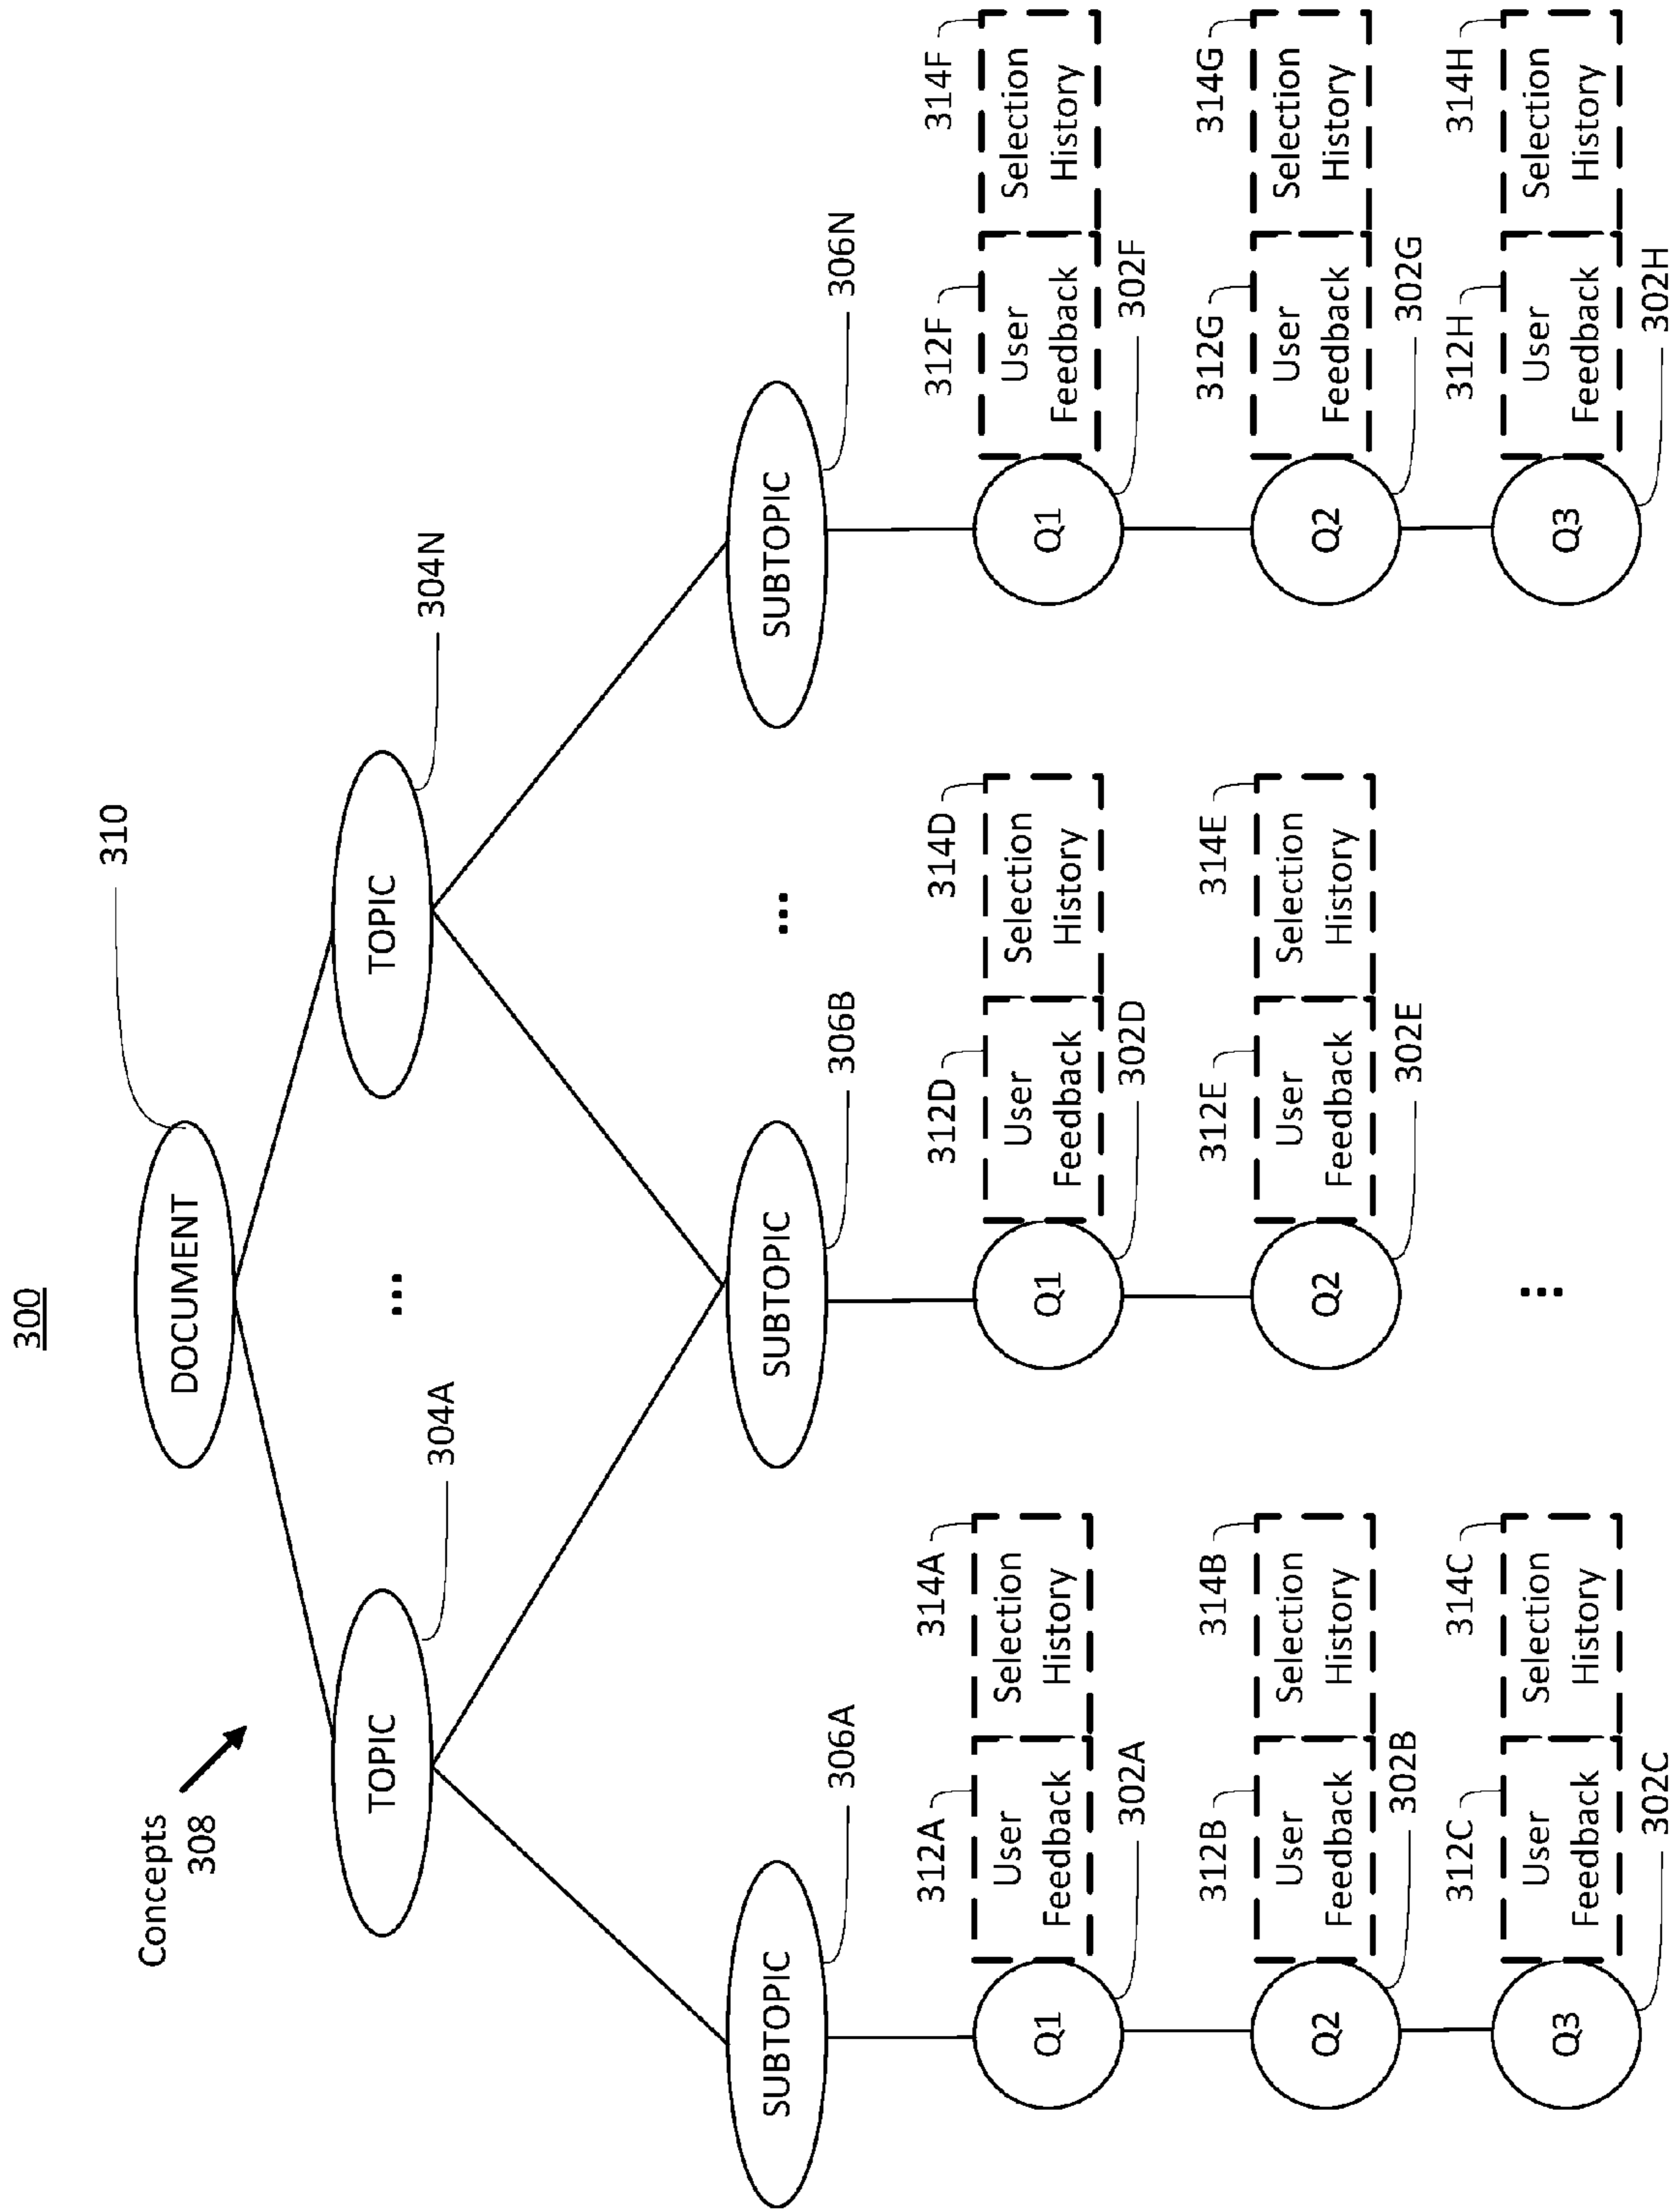 300
DOCUMENT
310
Concepts
308
TOPIC
304A
...
TOPIC
304N
SUBTOPIC
306A
SUBTOPIC
306B
...
SUBTOPIC
306N
Q1
302A
312A
User
Feedback
314A
Selection
History
Q1
302D
312D
User
Feedback
314D
Selection
History
Q1
302F
312F
User
Feedback
314F
Selection
History
Q2
302B
312B
User
Feedback
314B
Selection
History
Q2
302E
312E
User
Feedback
314E
Selection
History
Q2
302G
312G
User
Feedback
314G
Selection
History
Q3
302C
312C
User
Feedback
314C
Selection
History
...
Q3
302H
312H
User
Feedback
314H
Selection
History